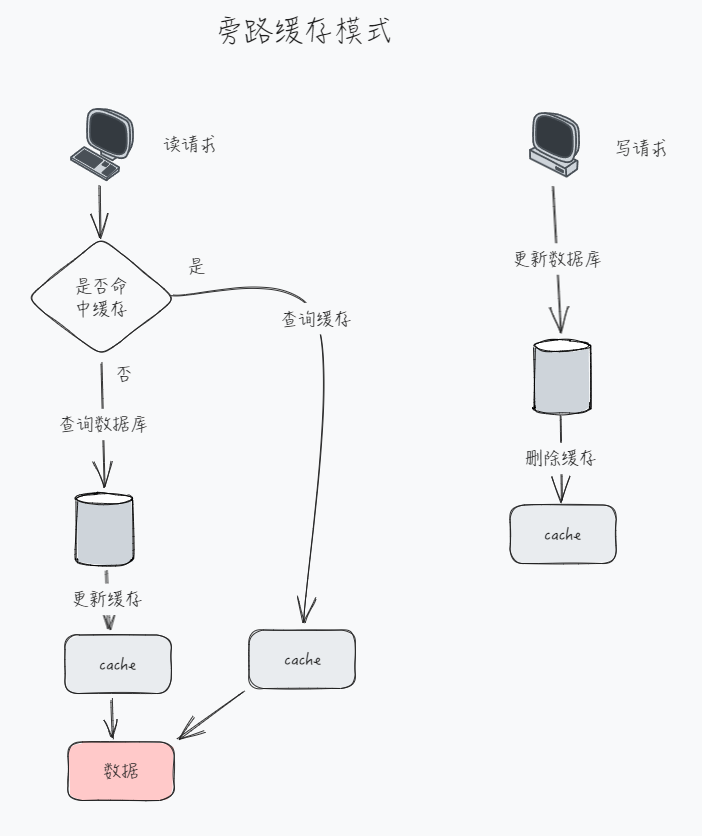 旁路缓存模式
读请求
写请求
是否命
中缓存
是
查询缓存
否
查询数据库
更新缓存
cache
cache
数据
更新数据库
删除缓存
cache